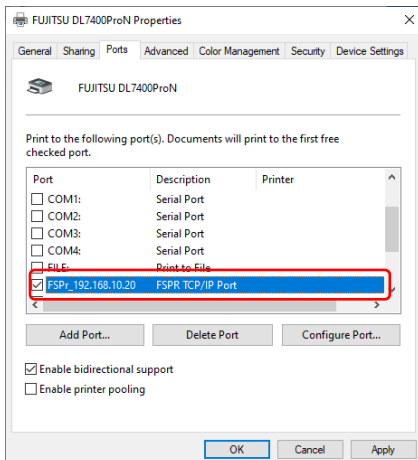 FUJITSU DL7400ProN Properties
General Sharing Ports Advanced Color Management Security Device Settings
FUJITSU DL7400ProN
Print to the following port(s). Documents will print to the first free
checked port.
Port Description Printer
COM1: Serial Port
COM2: Serial Port
COM3: Serial Port
COM4: Serial Port
FILE: Print to File
FSPr_192.168.10.20 FSPR TCP/IP Port
Add Port... Delete Port Configure Port...
Enable bidirectional support
Enable printer pooling
OK Cancel Apply